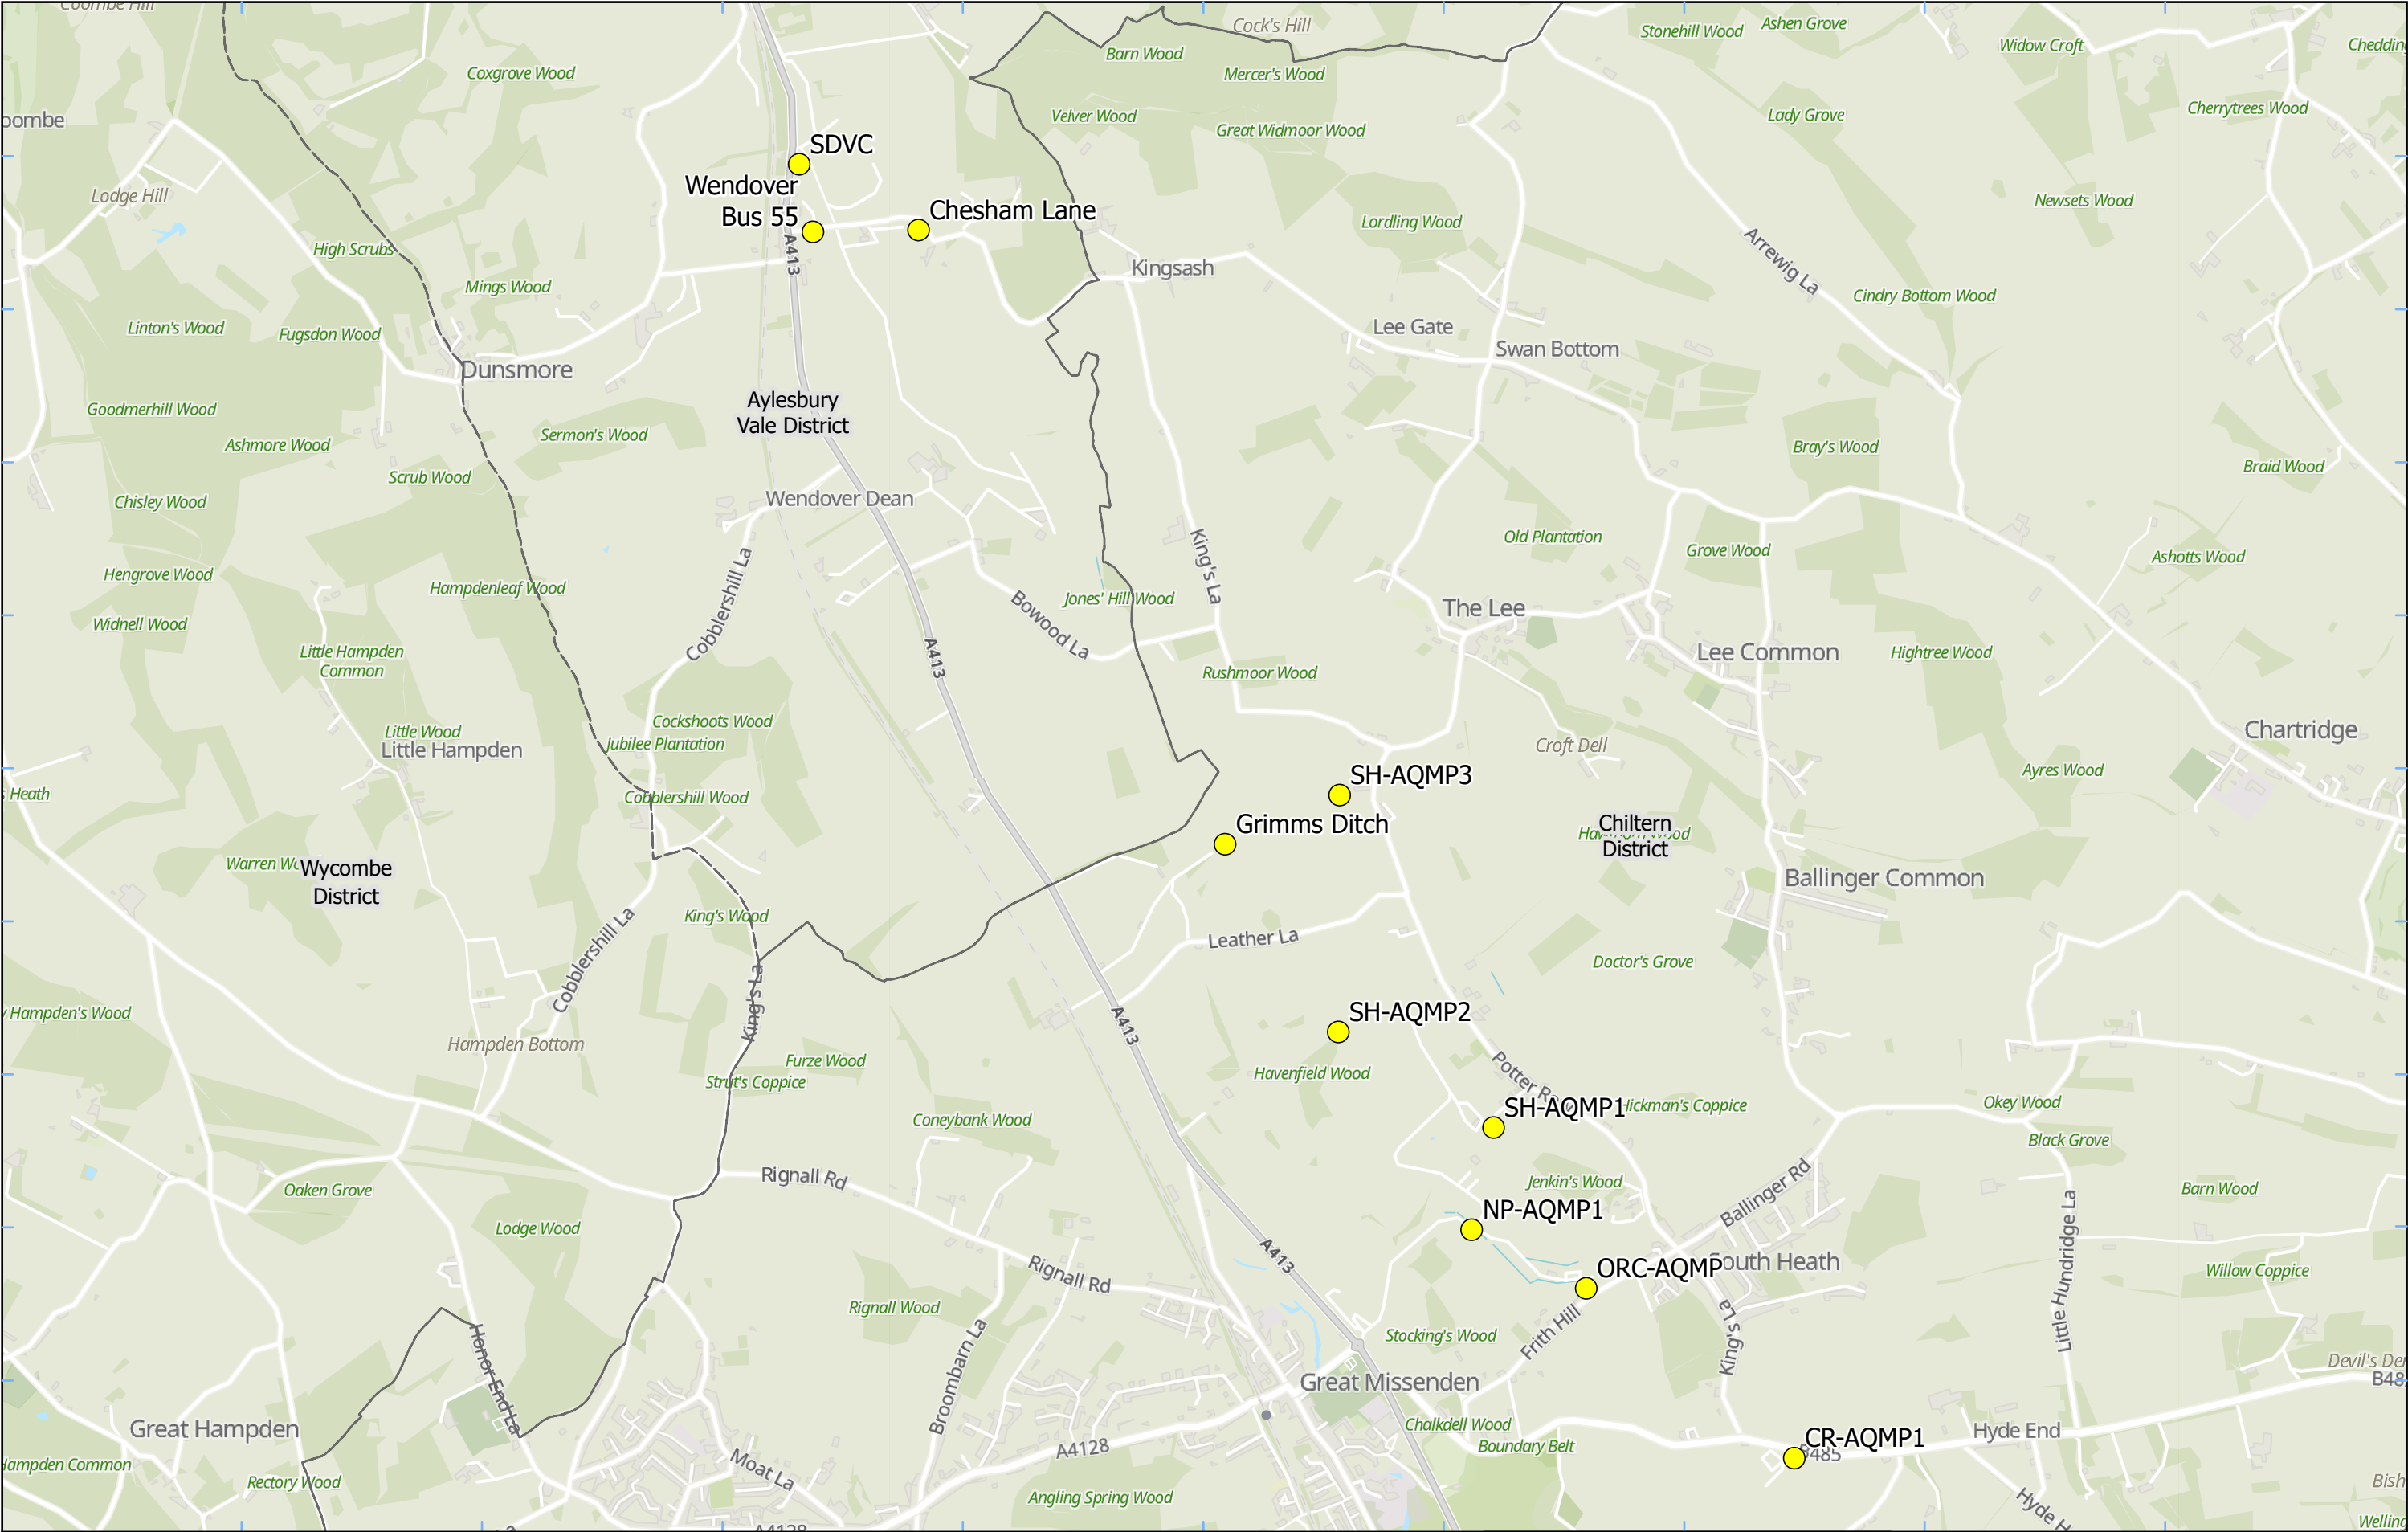 Coombe Hill
Cock's Hill
Stonehill Wood
Ashen Grove
Widow Croft
Barn Wood
Coxgrove Wood
Mercer's Wood
Velver Wood
Lady Grove
Cherrytrees Wood
Great Widmoor Wood
SDVC
Lodge Hill
Wendover
Bus 55
Chesham Lane
Newsets Wood
Lordling Wood
High Scrubs
A413
Kingsash
Arrewig La
Mings Wood
Cindry Bottom Wood
Linton's Wood
Fugsdon Wood
Lee Gate
Swan Bottom
Dunsmore
Aylesbury
Vale District
Goodmerhill Wood
Ashmore Wood
Sermon's Wood
Bray's Wood
Braid Wood
Scrub Wood
Chisley Wood
Wendover Dean
Old Plantation
Grove Wood
Ashotts Wood
King's La
Hengrove Wood
Hampdenleaf Wood
Cobblershill La
Jones' Hill Wood
Bowood La
The Lee
Widnell Wood
Little Hampden
Common
A413
Lee Common
Hightree Wood
Rushmoor Wood
Cockshoots Wood
Little Wood
Little Hampden
Jubilee Plantation
Croft Dell
Chartridge
Ayres Wood
SH-AQMP3
s Heath
Cobblershill Wood
Grimms Ditch
Chiltern
District
Wycombe
District
Ballinger Common
King's Wood
Cobblershill La
Leather La
Doctor's Grove
King's La
Hampden's Wood
A413
SH-AQMP2
Hampden Bottom
Furze Wood
Strut's Coppice
Havenfield Wood
Potter Row
SH-AQMP1
Hickman's Coppice
Okey Wood
Coneybank Wood
Black Grove
Rignall Rd
Oaken Grove
Jenkin's Wood
Ballinger Rd
Barn Wood
NP-AQMP1
Lodge Wood
Little Hundridge La
A413
Rignall Rd
ORC-AQMP
South Heath
Willow Coppice
Rignall Wood
Stocking's Wood
Frith Hill
King's La
Honor End La
Broombarn La
Great Missenden
B48
Great Hampden
Chalkdell Wood
Boundary Belt
Hyde End
A4128
CR-AQMP1
B485
Hampden Common
Rectory Wood
Moat La
Angling Spring Wood
Hyde H
A4128